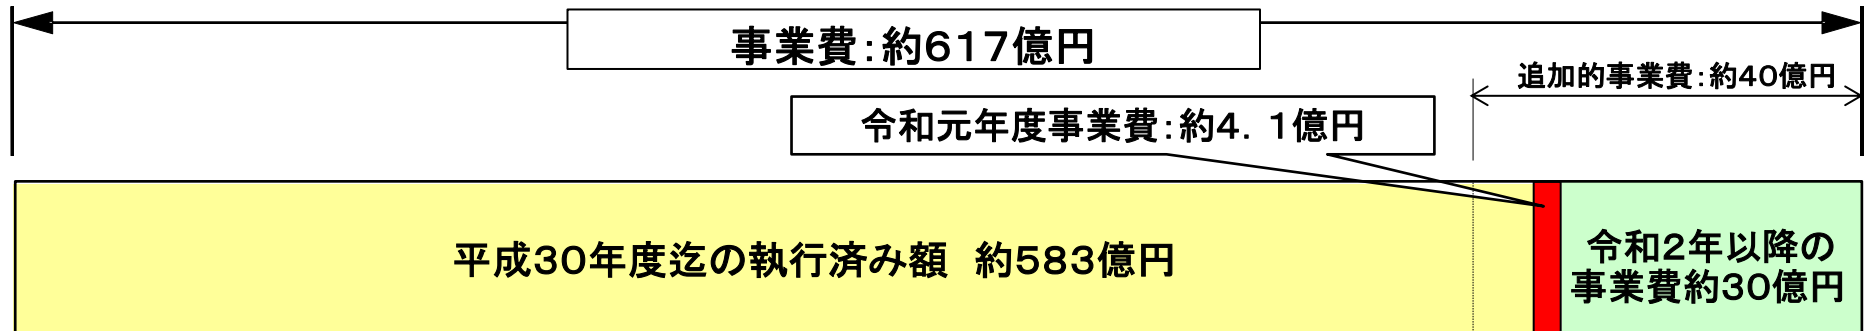 事業費：約617億円
追加的事業費：約40億円
令和元年度事業費：約4．1億円
平成30年度迄の執行済み額　約583億円
令和2年以降の
事業費約30億円